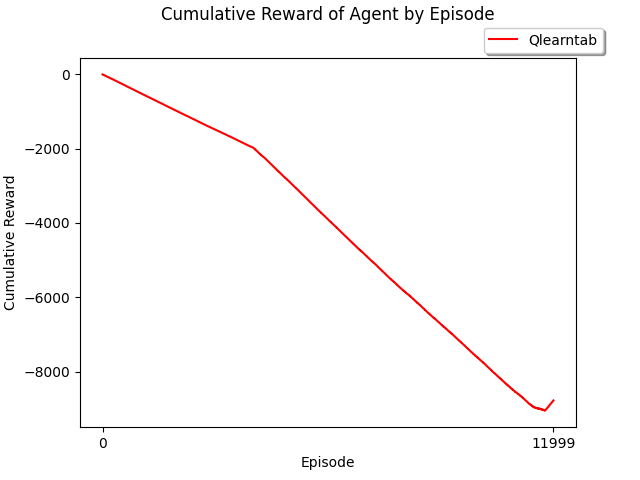 Cumulative Reward of Agent by Episode
Qlearntab
0
−2000
−4000
−6000
−8000
Cumulative Reward
0
11999
Episode